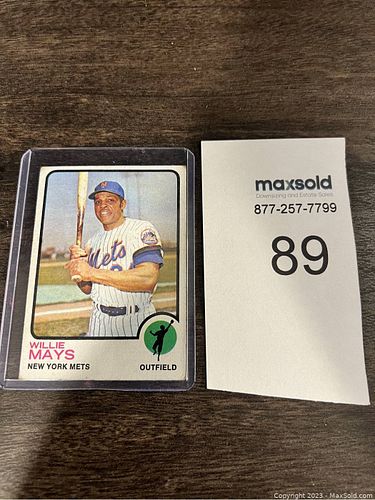 Mets
WILLIE
MAYS
NEW YORK METS
OUTFIELD
maxsold
Downsizing and Estate Sales
877-257-7799
89
Copyright © 2023 - MaxSold.com